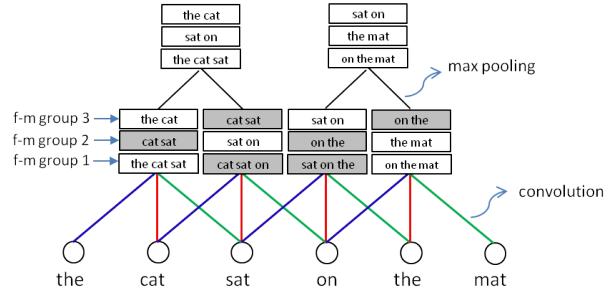 the cat sat on
sat on the mat
the cat sat on the mat
max pooling
f-m group 3 the cat cat sat sat on on the
f-m group 2 cat sat sat on on the the mat
f-m group 1 the cat sat cat sat on sat on the on the mat
convolution
the cat sat on the mat